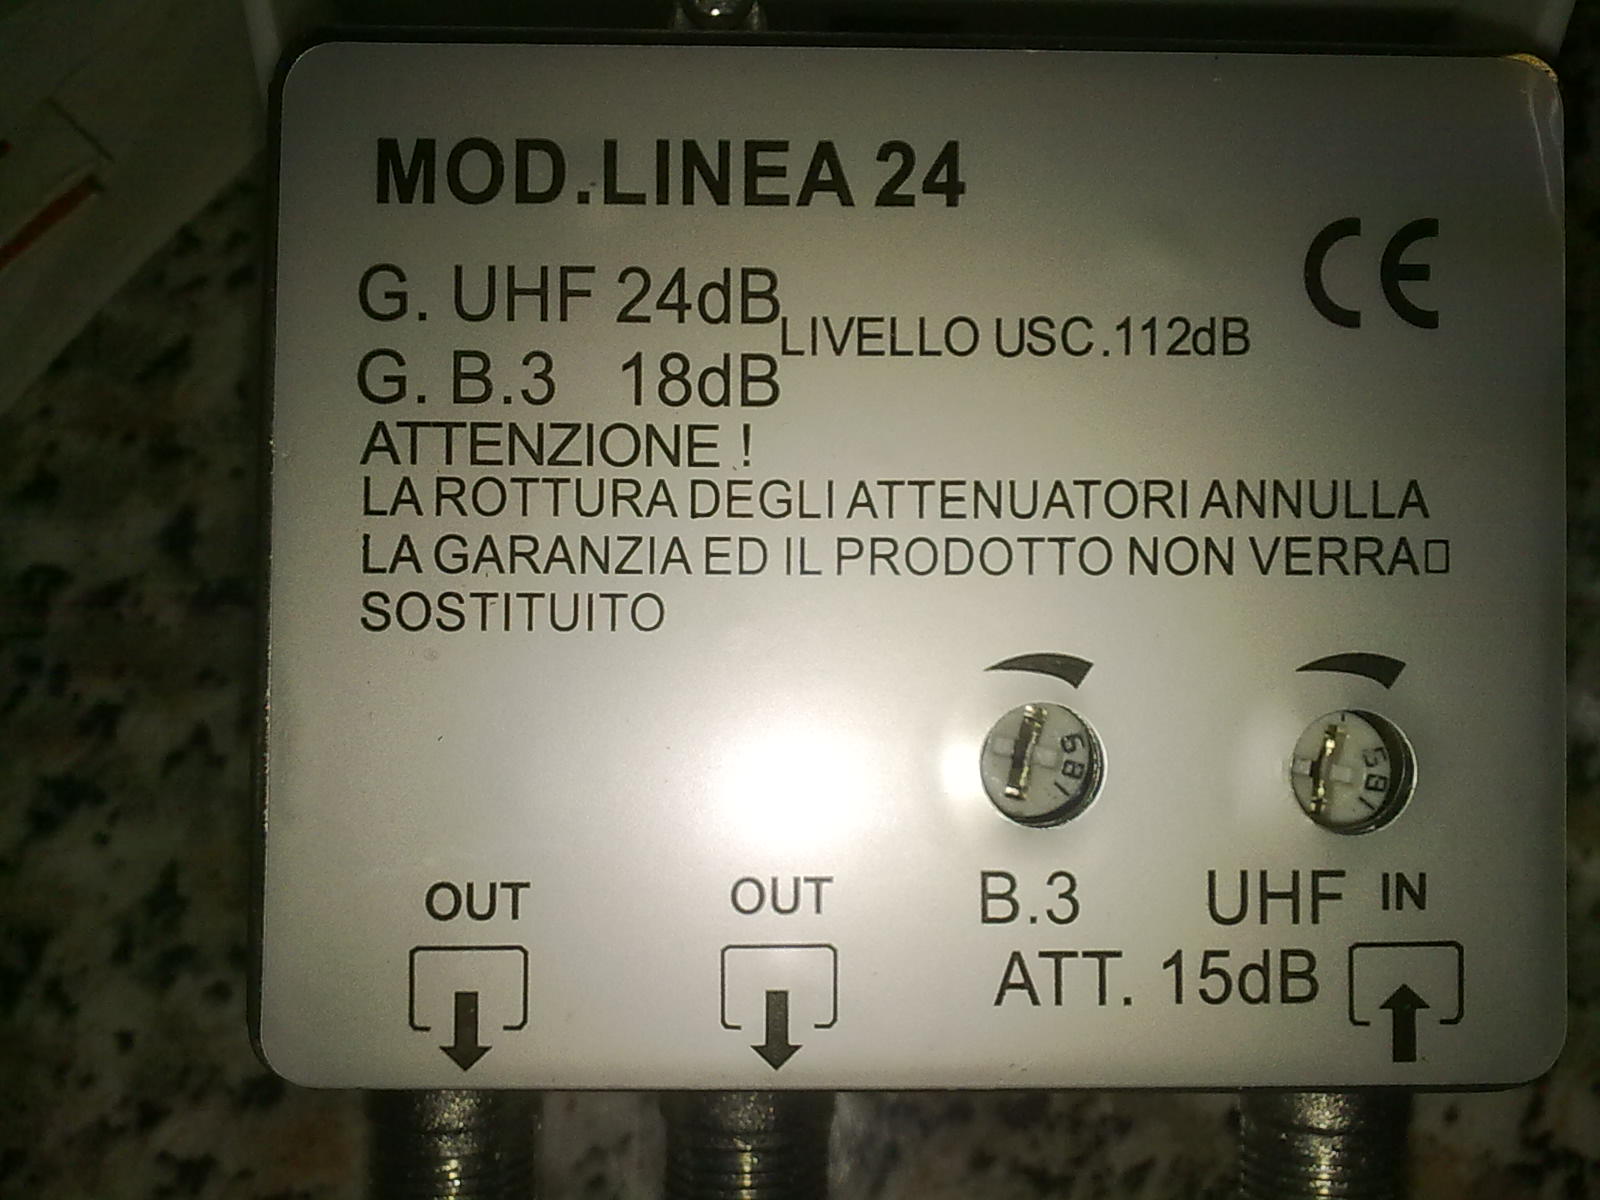 MOD.LINEA 24
CE
G. UHF 24dB
LIVELLO USC.112dB
G. B.3 18dB
ATTENZIONE !
LA ROTTURA DEGLI ATTENUATORI ANNULLA
LA GARANZIA ED IL PRODOTTO NON VERRA□
SOSTITUITO
OUT OUT B.3 UHF IN
ATT. 15dB